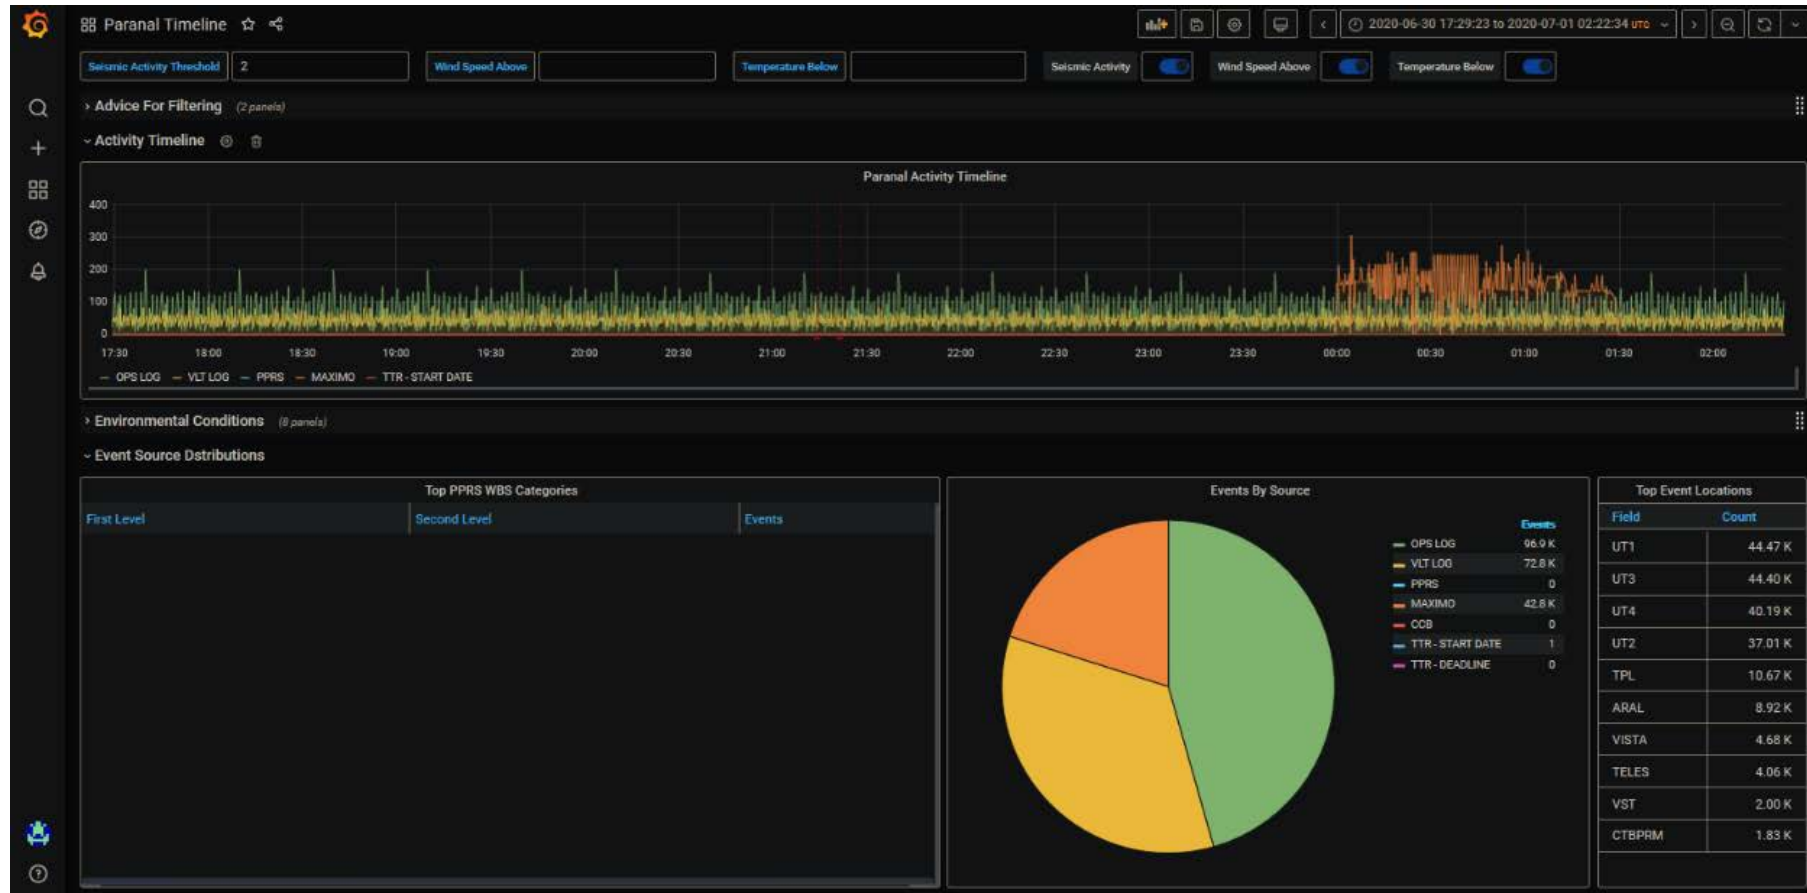 Paranal Timeline
2020-06-30 17:29:23 to 2020-07-01 02:22:34 UTC
Seismic Activity Threshold 2 Wind Speed Above Temperature Below Seismic Activity Wind Speed Above Temperature Below
Advice For Filtering (2 panels)
Activity Timeline
Paranal Activity Timeline
400
300
200
100
0
17:30 18:00 18:30 19:00 19:30 20:00 20:30 21:00 21:30 22:00 22:30 23:00 23:30 00:00 00:30 01:00 01:30 02:00
OPS LOG VLT LOG PPRS MAXIMO TTR - START DATE
Environmental Conditions (8 panels)
Event Source Dstributions
Top PPRS WBS Categories
First Level Second Level Events
Events By Source
Events
OPS LOG 96.9 K
VLT LOG 72.8 K
PPRS 0
MAXIMO 42.8 K
CCB 0
TTR - START DATE 1
TTR - DEADLINE 0
Top Event Locations
Field Count
UT1 44.47 K
UT3 44.40 K
UT4 40.19 K
UT2 37.01 K
TPL 10.67 K
ARAL 8.92 K
VISTA 4.68 K
TELES 4.06 K
VST 2.00 K
CTBPRM 1.83 K